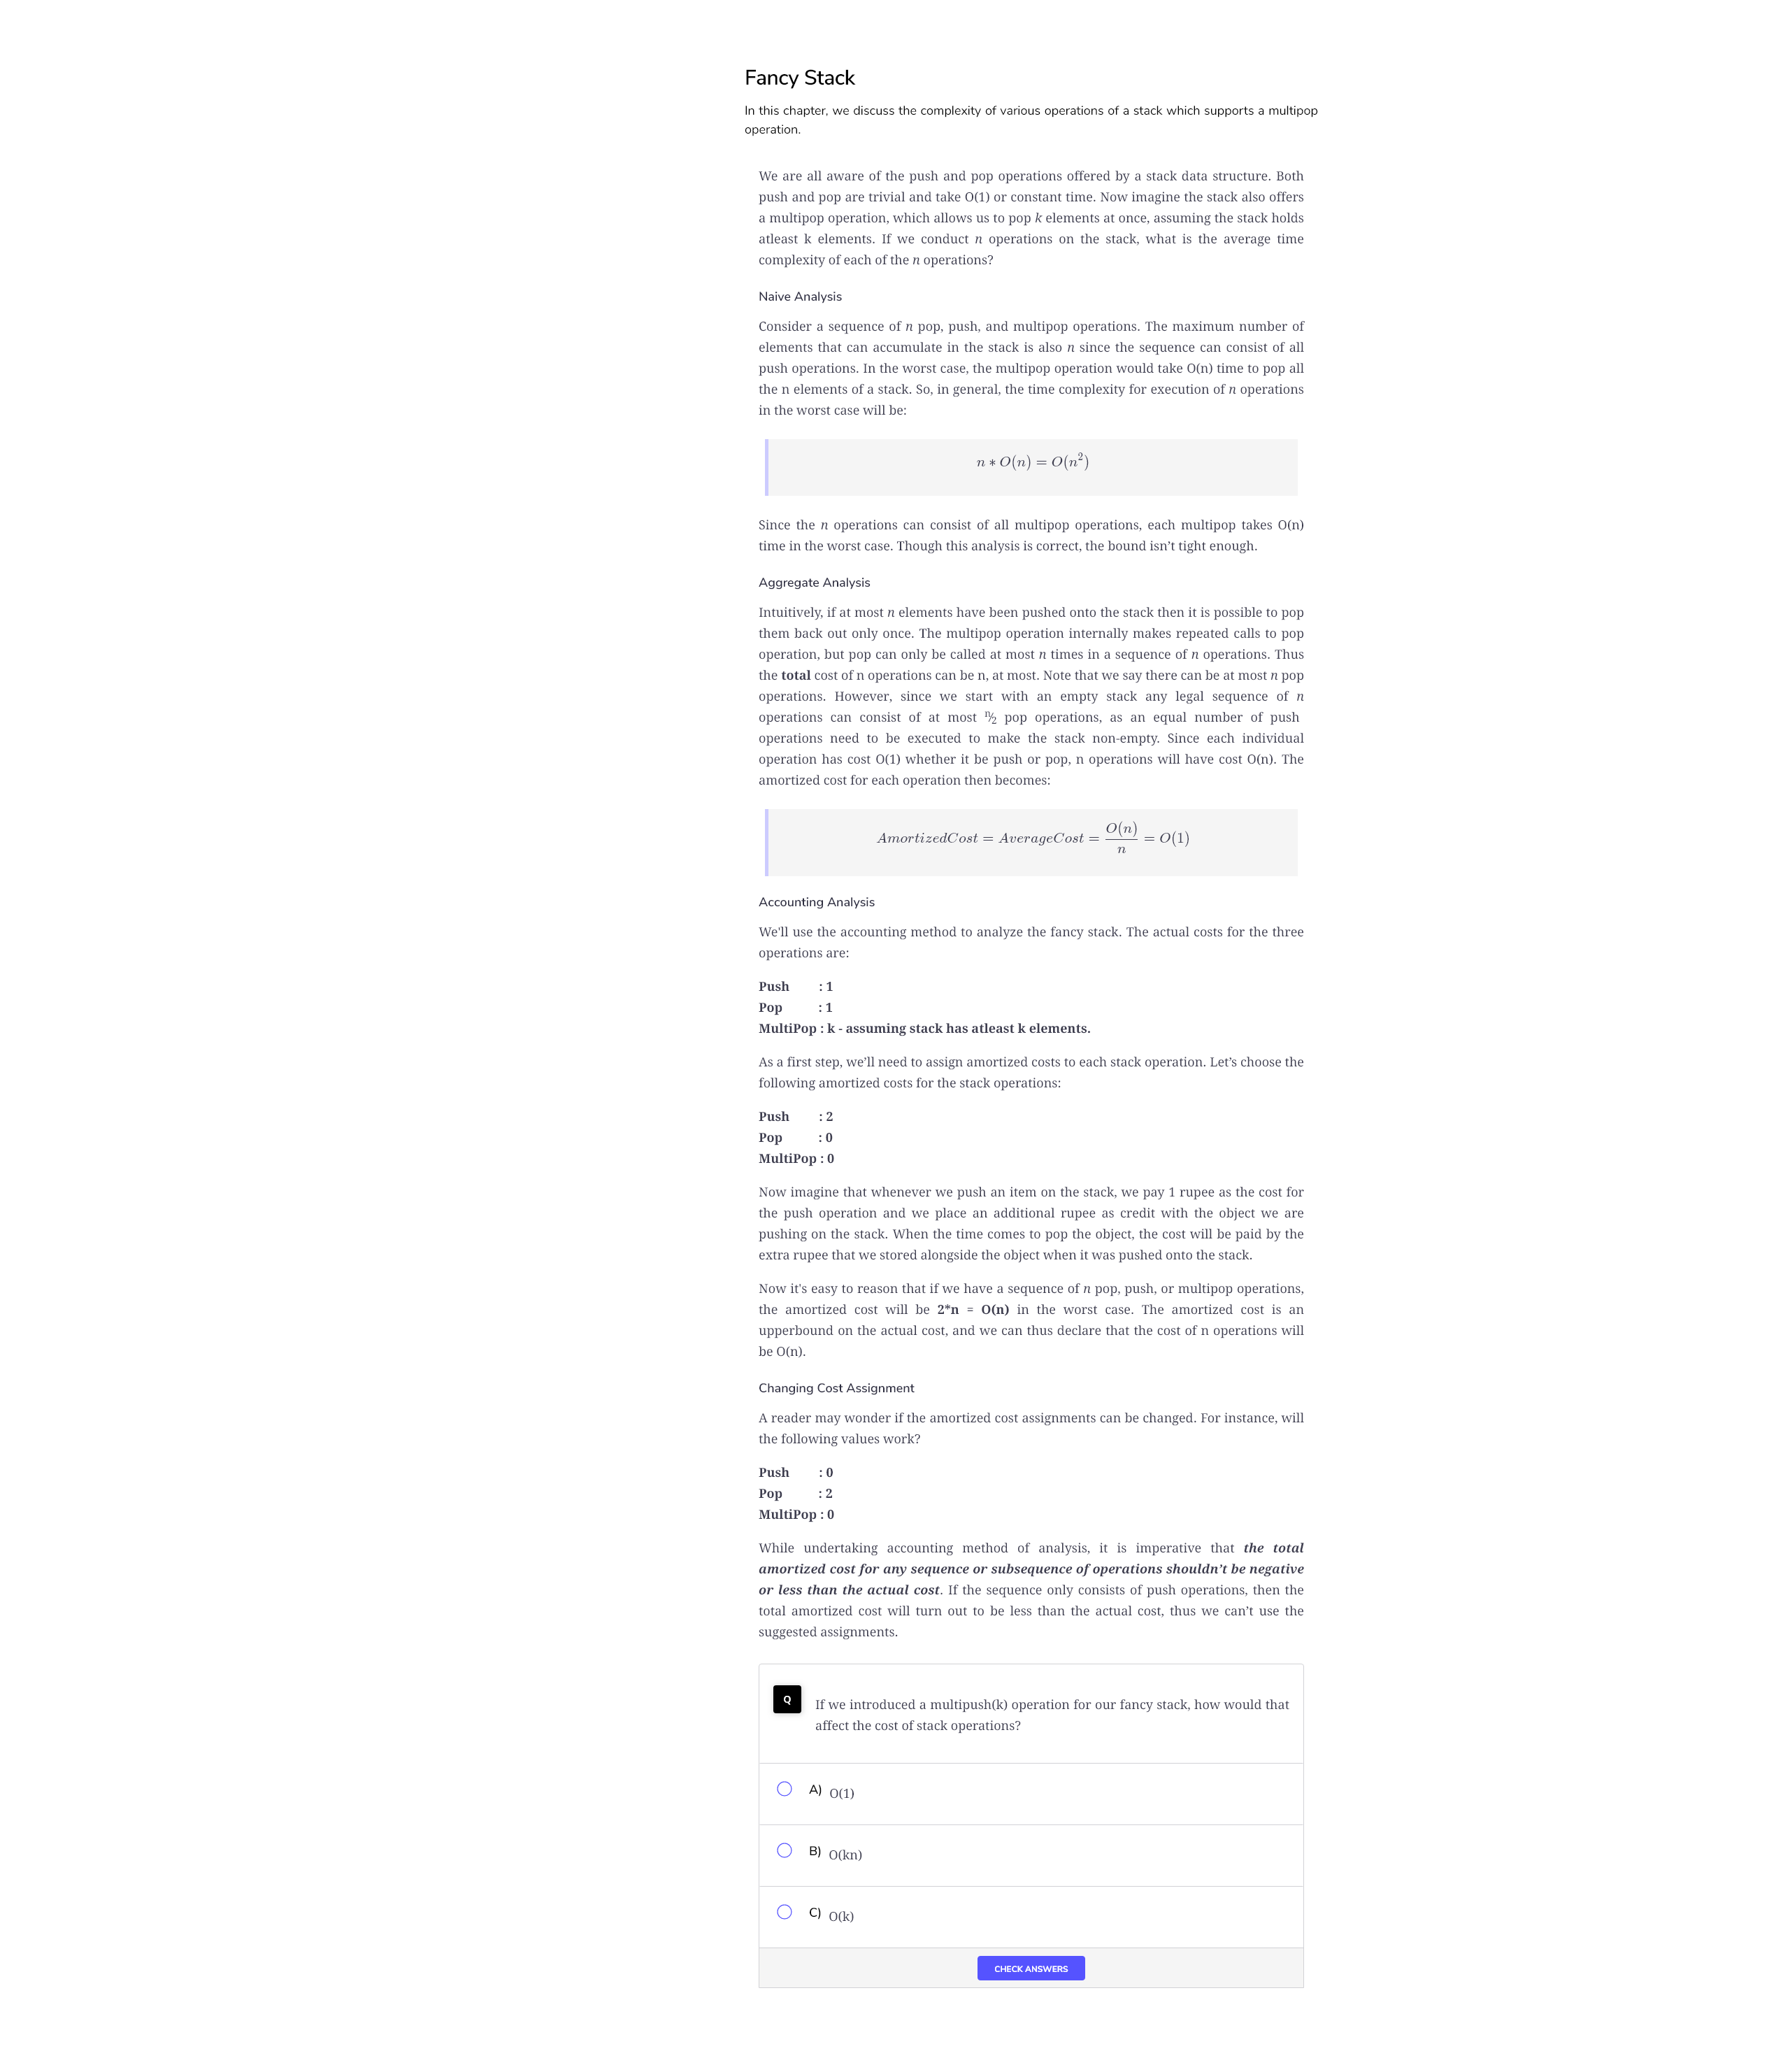 Fancy Stack
In this chapter, we discuss the complexity of various operations of a stack which supports a multipop
operation.
We are all aware of the push and pop operations offered by a stack data structure. Both
push and pop are trivial and take O(1) or constant time. Now imagine the stack also offers
a multipop operation, which allows us to pop k elements at once, assuming the stack holds
atleast k elements. If we conduct n operations on the stack, what is the average time
complexity of each of the n operations?
Naive Analysis
Consider a sequence of n pop, push, and multipop operations. The maximum number of
elements that can accumulate in the stack is also n since the sequence can consist of all
push operations. In the worst case, the multipop operation would take O(n) time to pop all
the n elements of a stack. So, in general, the time complexity for execution of n operations
in the worst case will be:
n ∗ O(n) = O(n²)
Since the n operations can consist of all multipop operations, each multipop takes O(n)
time in the worst case. Though this analysis is correct, the bound isn’t tight enough.
Aggregate Analysis
Intuitively, if at most n elements have been pushed onto the stack then it is possible to pop
them back out only once. The multipop operation internally makes repeated calls to pop
operation, but pop can only be called at most n times in a sequence of n operations. Thus
the total cost of n operations can be n, at most. Note that we say there can be at most n pop
operations. However, since we start with an empty stack any legal sequence of n
operations can consist of at most n⁄2 pop operations, as an equal number of push
operations need to be executed to make the stack non-empty. Since each individual
operation has cost O(1) whether it be push or pop, n operations will have cost O(n). The
amortized cost for each operation then becomes:
AmortizedCost = AverageCost = O(n)/n = O(1)
Accounting Analysis
We'll use the accounting method to analyze the fancy stack. The actual costs for the three
operations are:
Push : 1
Pop : 1
MultiPop : k - assuming stack has atleast k elements.
As a first step, we’ll need to assign amortized costs to each stack operation. Let’s choose the
following amortized costs for the stack operations:
Push : 2
Pop : 0
MultiPop : 0
Now imagine that whenever we push an item on the stack, we pay 1 rupee as the cost for
the push operation and we place an additional rupee as credit with the object we are
pushing on the stack. When the time comes to pop the object, the cost will be paid by the
extra rupee that we stored alongside the object when it was pushed onto the stack.
Now it's easy to reason that if we have a sequence of n pop, push, or multipop operations,
the amortized cost will be 2*n = O(n) in the worst case. The amortized cost is an
upperbound on the actual cost, and we can thus declare that the cost of n operations will
be O(n).
Changing Cost Assignment
A reader may wonder if the amortized cost assignments can be changed. For instance, will
the following values work?
Push : 0
Pop : 2
MultiPop : 0
While undertaking accounting method of analysis, it is imperative that the total
amortized cost for any sequence or subsequence of operations shouldn’t be negative
or less than the actual cost. If the sequence only consists of push operations, then the
total amortized cost will turn out to be less than the actual cost, thus we can’t use the
suggested assignments.
Q
If we introduced a multipush(k) operation for our fancy stack, how would that
affect the cost of stack operations?
A) O(1)
B) O(kn)
C) O(k)
CHECK ANSWERS